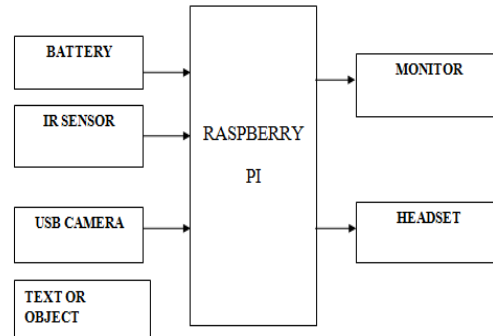 BATTERY
IR SENSOR
USB CAMERA
TEXT OR
OBJECT
RASPBERRY
PI
MONITOR
HEADSET